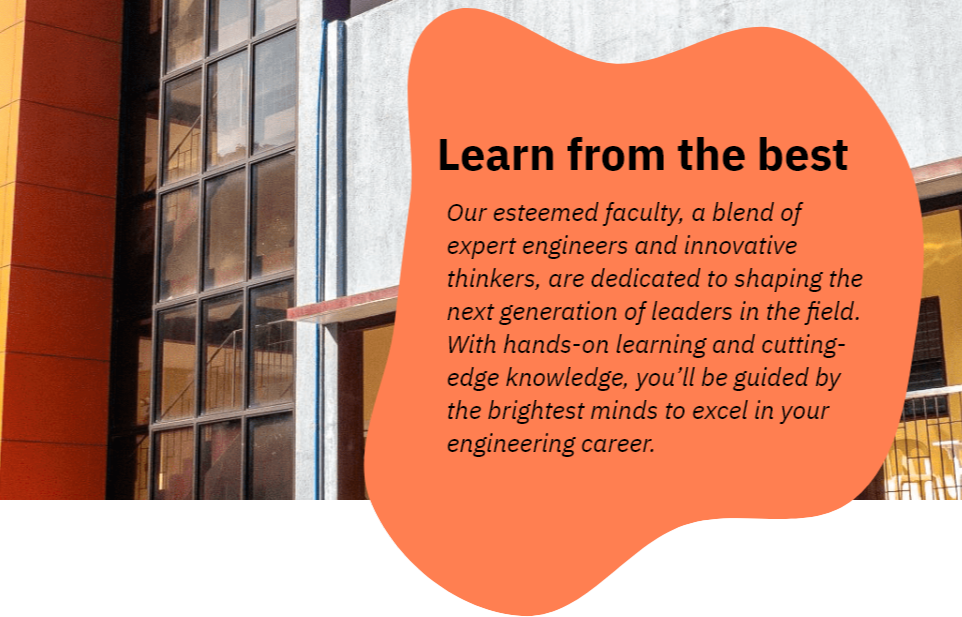 Learn from the best
Our esteemed faculty, a blend of
expert engineers and innovative
thinkers, are dedicated to shaping the
next generation of leaders in the field.
With hands-on learning and cutting-
edge knowledge, you’ll be guided by
the brightest minds to excel in your
engineering career.